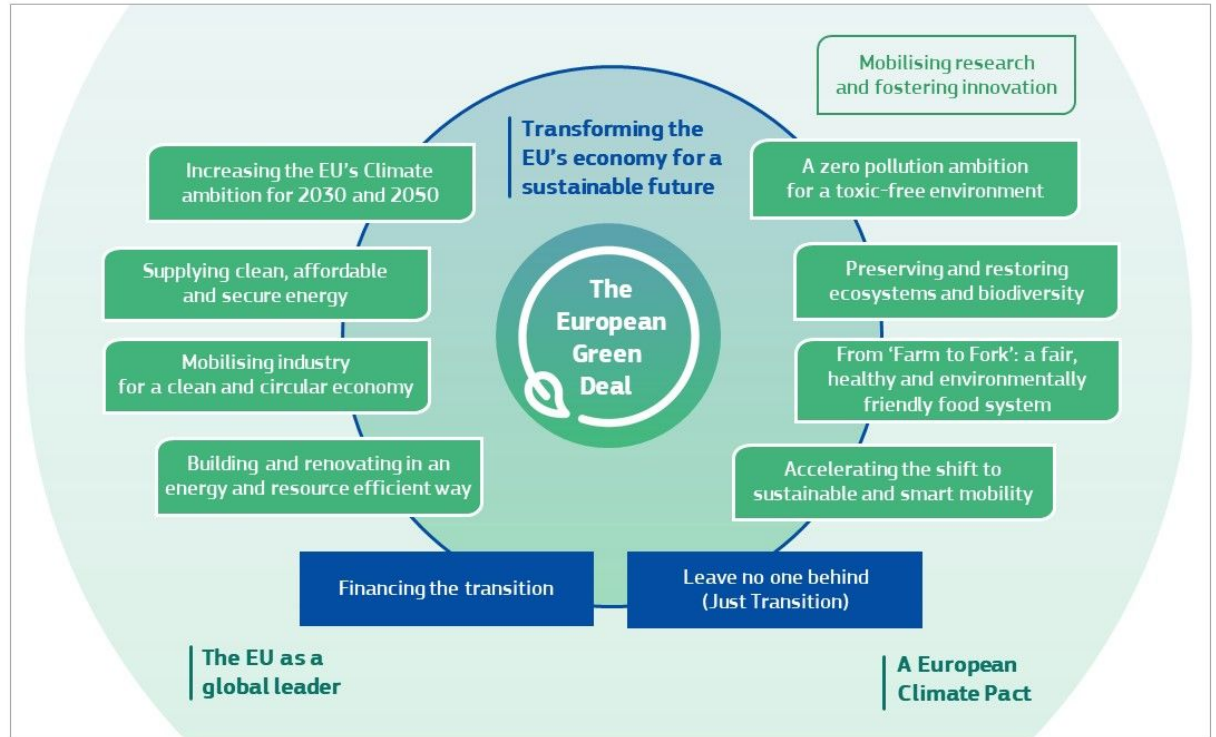 Mobilising research
and fostering innovation
Transforming the
EU's economy for a
sustainable future
Increasing the EU's Climate
ambition for 2030 and 2050
Supplying clean, affordable
and secure energy
Mobilising industry
for a clean and circular economy
Building and renovating in an
energy and resource efficient way
The
European
Green
Deal
A zero pollution ambition
for a toxic-free environment
Preserving and restoring
ecosystems and biodiversity
From ‘Farm to Fork’: a fair,
healthy and environmentally
friendly food system
Accelerating the shift to
sustainable and smart mobility
Financing the transition
Leave no one behind
(Just Transition)
The EU as a
global leader
A European
Climate Pact